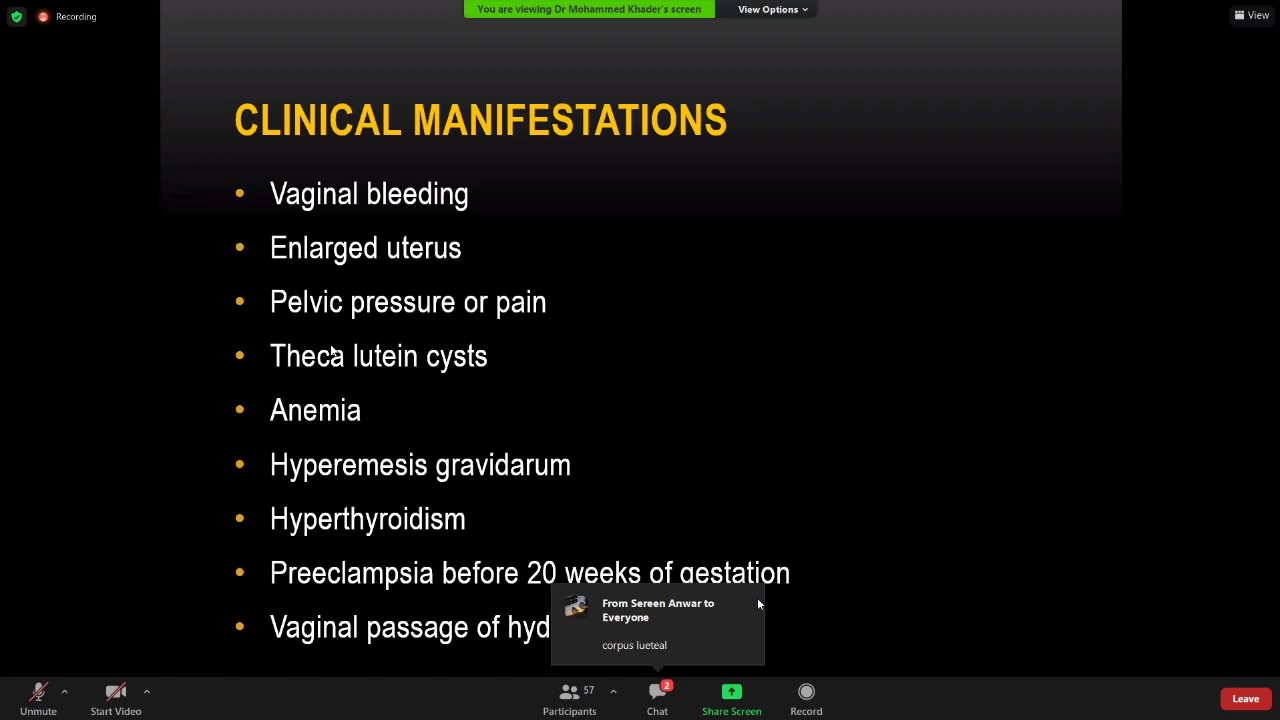 Recording
You are viewing Dr Mohammed Khader's screen
View Options
View
CLINICAL MANIFESTATIONS
• Vaginal bleeding
• Enlarged uterus
• Pelvic pressure or pain
• Theca lutein cysts
• Anemia
• Hyperemesis gravidarum
• Hyperthyroidism
• Preeclampsia before 20 weeks of gestation
• Vaginal passage of hyd
From Sereen Anwar to
Everyone
corpus lueteal
Unmute
Start Video
57
Participants
2
Chat
Share Screen
Record
Leave